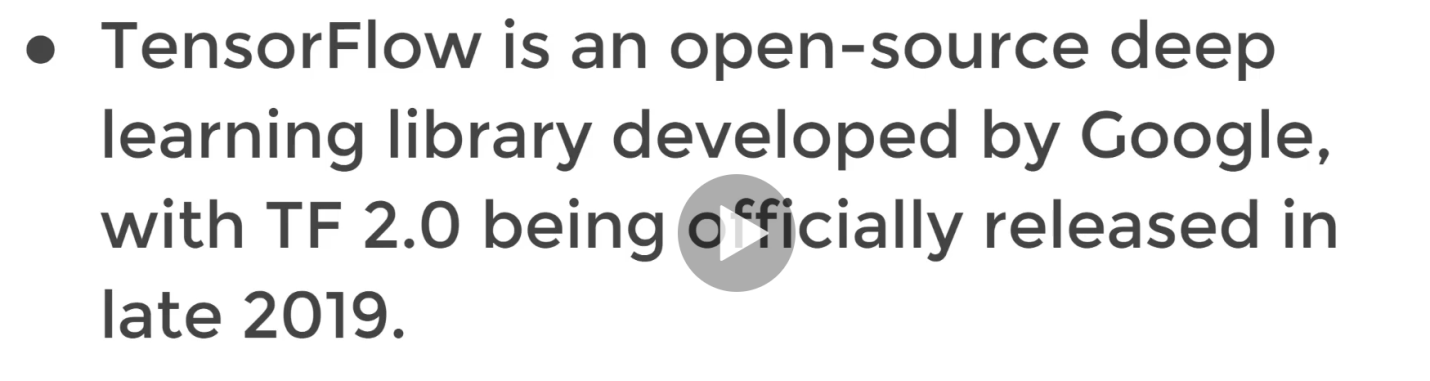 ● TensorFlow is an open-source deep
learning library developed by Google,
with TF 2.0 being officially released in
late 2019.